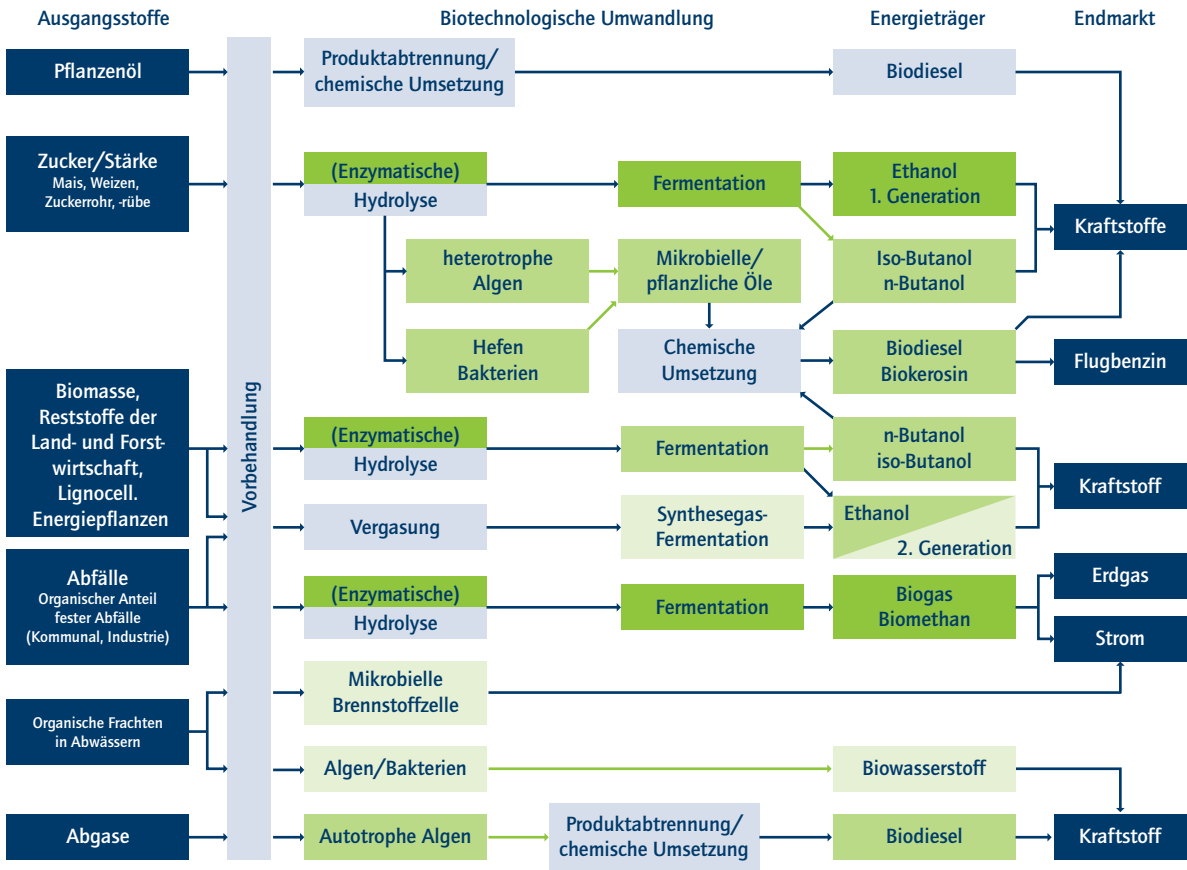 Ausgangsstoffe
Biotechnologische Umwandlung
Energieträger
Endmarkt
Pflanzenöl
Produktabtrennung/
chemische Umsetzung
Biodiesel
Zucker/Stärke
Mais, Weizen,
Zuckerrohr, -rübe
(Enzymatische)
Hydrolyse
Fermentation
Ethanol
1. Generation
Kraftstoffe
heterotrophe
Algen
Mikrobielle/
pflanzliche Öle
Iso-Butanol
n-Butanol
Hefen
Bakterien
Chemische
Umsetzung
Biodiesel
Biokerosin
Flugbenzin
Vorbehandlung
Biomasse,
Reststoffe der
Land- und Forst-
wirtschaft,
Lignocell.
Energiepflanzen
(Enzymatische)
Hydrolyse
Fermentation
n-Butanol
iso-Butanol
Kraftstoff
Vergasung
Synthesegas-
Fermentation
Ethanol
2. Generation
Abfälle
Organischer Anteil
fester Abfälle
(Kommunal, Industrie)
(Enzymatische)
Hydrolyse
Fermentation
Biogas
Biomethan
Erdgas
Strom
Mikrobielle
Brennstoffzelle
Organische Frachten
in Abwässern
Algen/Bakterien
Biowasserstoff
Abgase
Autotrophe Algen
Produktabtrennung/
chemische Umsetzung
Biodiesel
Kraftstoff